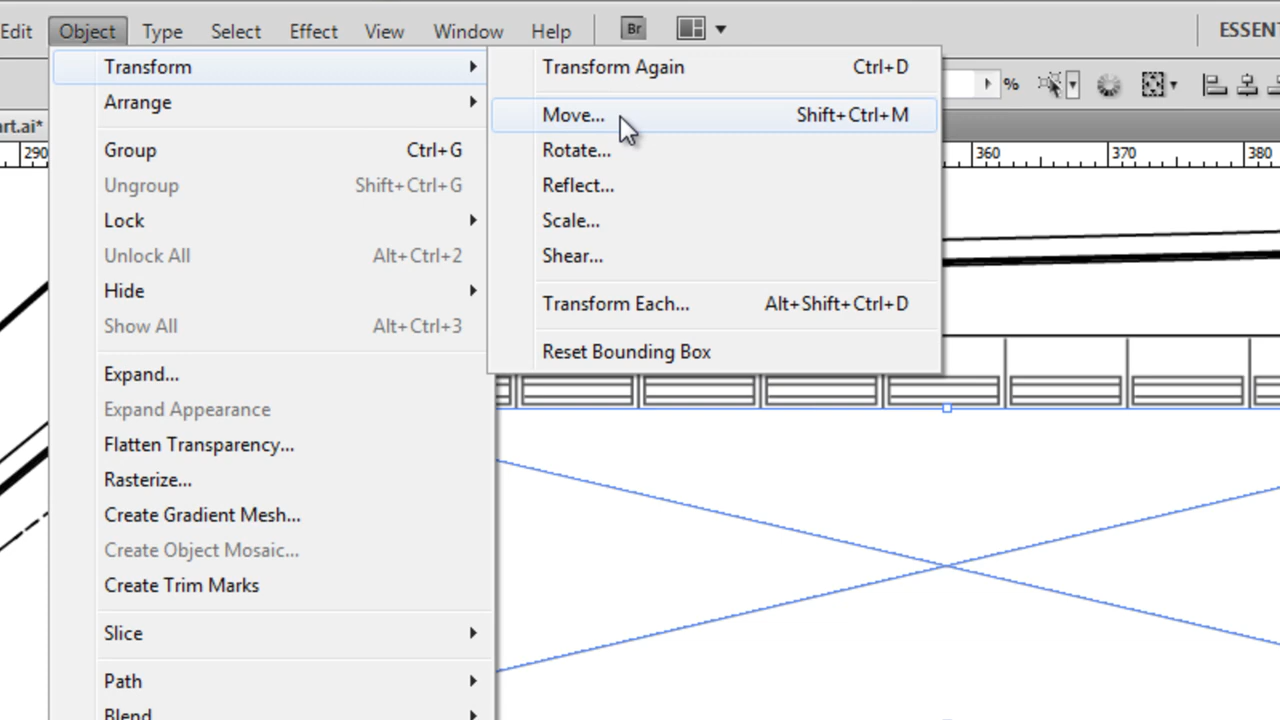 Edit Object Type Select Effect View Window Help Br ESSEN
%
art.ai*
290 360 370 380
Transform
Arrange
Group Ctrl+G
Ungroup Shift+Ctrl+G
Lock
Unlock All Alt+Ctrl+2
Hide
Show All Alt+Ctrl+3
Expand...
Expand Appearance
Flatten Transparency...
Rasterize...
Create Gradient Mesh...
Create Object Mosaic...
Create Trim Marks
Slice
Path
Blend
Transform Again Ctrl+D
Move... Shift+Ctrl+M
Rotate...
Reflect...
Scale...
Shear...
Transform Each... Alt+Shift+Ctrl+D
Reset Bounding Box